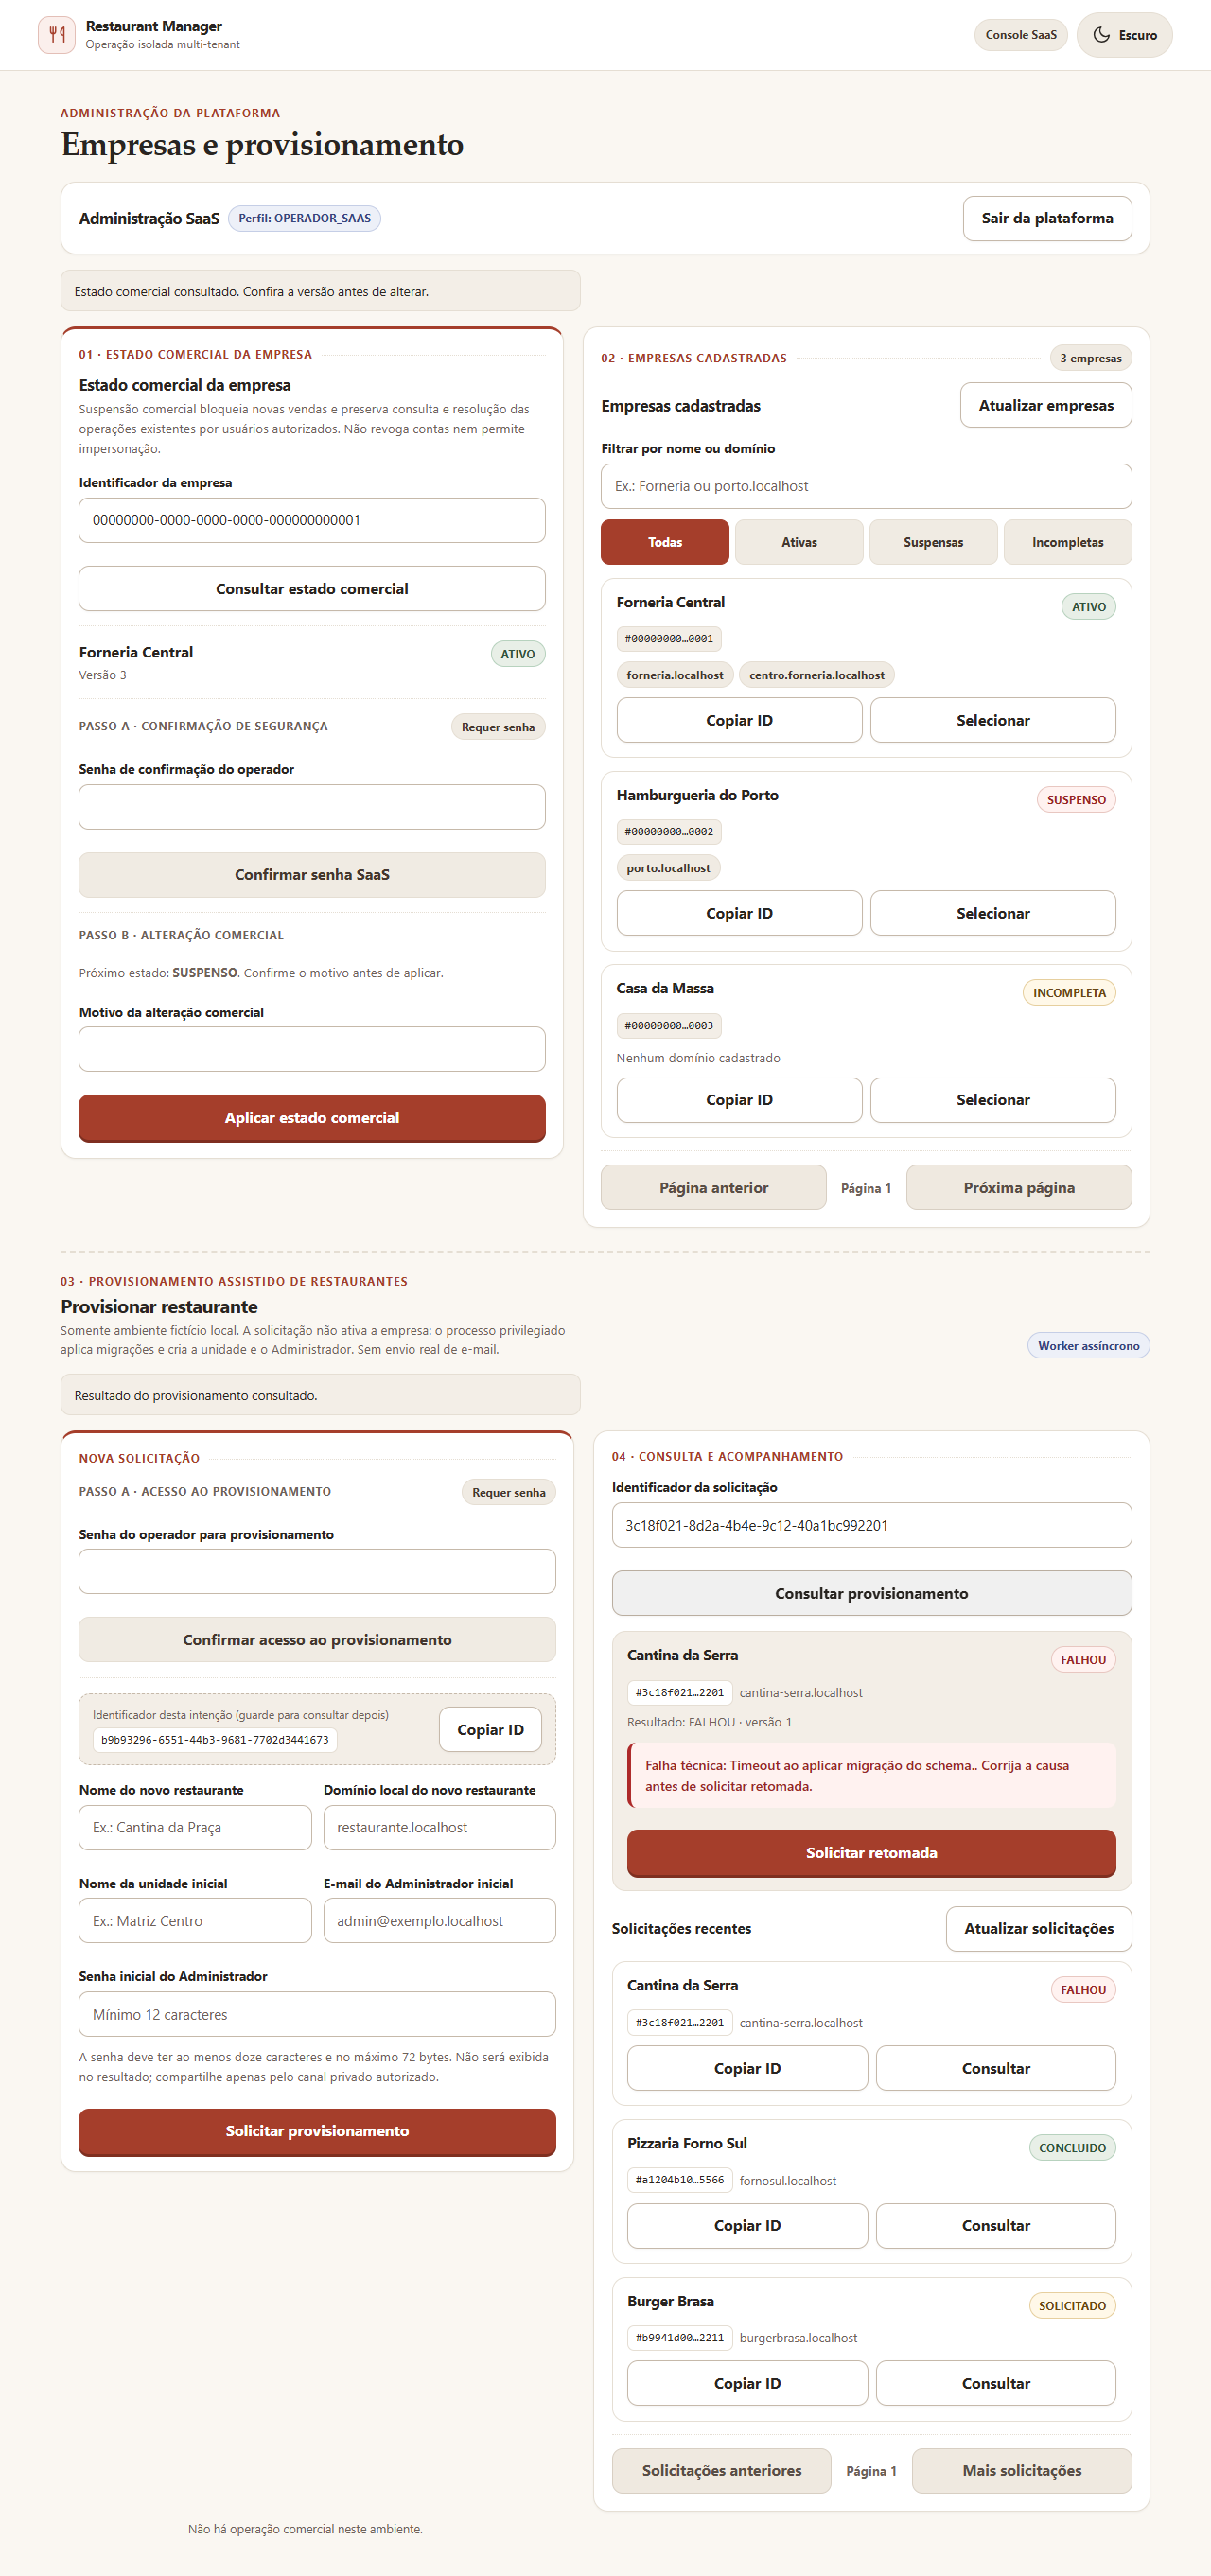 Restaurant Manager
Operação isolada multi-tenant
Console SaaS
Escuro
ADMINISTRAÇÃO DA PLATAFORMA
Empresas e provisionamento
Administração SaaS
Perfil: OPERADOR_SAAS
Sair da plataforma
Estado comercial consultado. Confira a versão antes de alterar.
01 · ESTADO COMERCIAL DA EMPRESA
Estado comercial da empresa
Suspensão comercial bloqueia novas vendas e preserva consulta e resolução das
operações existentes por usuários autorizados. Não revoga contas nem permite
impersonação.
Identificador da empresa
00000000-0000-0000-0000-000000000001
Consultar estado comercial
Forneria Central
ATIVO
Versão 3
PASSO A · CONFIRMAÇÃO DE SEGURANÇA
Requer senha
Senha de confirmação do operador
Confirmar senha SaaS
PASSO B · ALTERAÇÃO COMERCIAL
Próximo estado: SUSPENSO. Confirme o motivo antes de aplicar.
Motivo da alteração comercial
Aplicar estado comercial
02 · EMPRESAS CADASTRADAS
3 empresas
Empresas cadastradas
Atualizar empresas
Filtrar por nome ou domínio
Ex.: Forneria ou porto.localhost
Todas
Ativas
Suspensas
Incompletas
Forneria Central
ATIVO
#00000000…0001
forneria.localhost
centro.forneria.localhost
Copiar ID
Selecionar
Hamburgueria do Porto
SUSPENSO
#00000000…0002
porto.localhost
Copiar ID
Selecionar
Casa da Massa
INCOMPLETA
#00000000…0003
Nenhum domínio cadastrado
Copiar ID
Selecionar
Página anterior
Página 1
Próxima página
03 · PROVISIONAMENTO ASSISTIDO DE RESTAURANTES
Provisionar restaurante
Somente ambiente fictício local. A solicitação não ativa a empresa: o processo privilegiado
aplica migrações e cria a unidade e o Administrador. Sem envio real de e-mail.
Worker assíncrono
Resultado do provisionamento consultado.
NOVA SOLICITAÇÃO
PASSO A · ACESSO AO PROVISIONAMENTO
Requer senha
Senha do operador para provisionamento
Confirmar acesso ao provisionamento
Identificador desta intenção (guarde para consultar depois)
b9b93296-6551-44b3-9681-7702d3441673
Copiar ID
Nome do novo restaurante
Domínio local do novo restaurante
Ex.: Cantina da Praça
restaurante.localhost
Nome da unidade inicial
E-mail do Administrador inicial
Ex.: Matriz Centro
admin@exemplo.localhost
Senha inicial do Administrador
Mínimo 12 caracteres
A senha deve ter ao menos doze caracteres e no máximo 72 bytes. Não será exibida
no resultado; compartilhe apenas pelo canal privado autorizado.
Solicitar provisionamento
04 · CONSULTA E ACOMPANHAMENTO
Identificador da solicitação
3c18f021-8d2a-4b4e-9c12-40a1bc992201
Consultar provisionamento
Cantina da Serra
FALHOU
#3c18f021…2201
cantina-serra.localhost
Resultado: FALHOU · versão 1
Falha técnica: Timeout ao aplicar migração do schema.. Corrija a causa
antes de solicitar retomada.
Solicitar retomada
Solicitações recentes
Atualizar solicitações
Cantina da Serra
FALHOU
#3c18f021…2201
cantina-serra.localhost
Copiar ID
Consultar
Pizzaria Forno Sul
CONCLUIDO
#a1204b10…5566
fornosul.localhost
Copiar ID
Consultar
Burger Brasa
SOLICITADO
#b9941d00…2211
burgerbrasa.localhost
Copiar ID
Consultar
Solicitações anteriores
Página 1
Mais solicitações
Não há operação comercial neste ambiente.